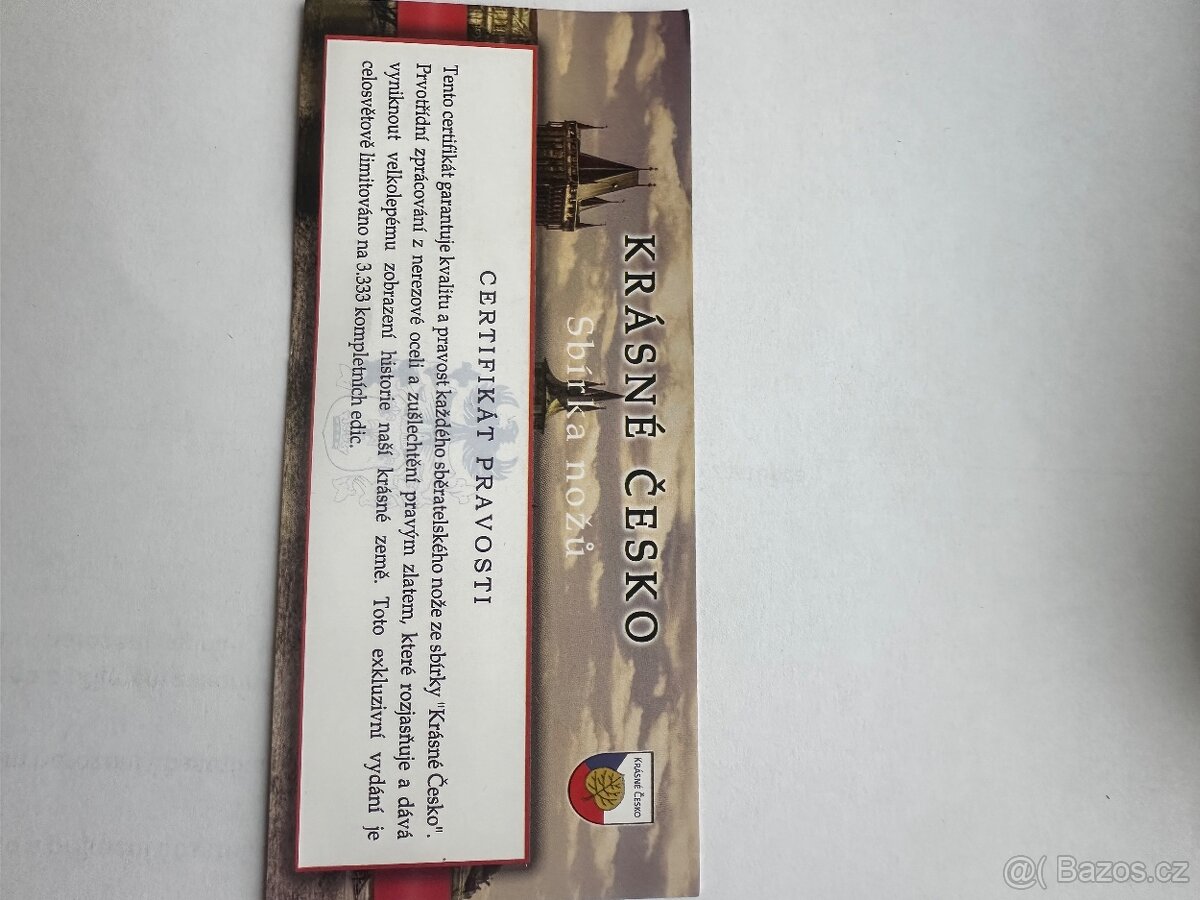 KRÁSNÉ ČESKO
Sbírka nožů
KRÁSNÉ ČESKO
CERTIFIKÁT PRAVOSTI
Tento certifikát garantuje kvalitu a pravost každého sběratelského nože ze sbírky "Krásné Česko".
Prvotřídní zpracování z nerezové oceli a zušlechtění pravým zlatem, které rozjasňuje a dává
vyniknout velkolepému zobrazení historie naší krásné země. Toto exkluzivní vydání je
celosvětově limitováno na 3.333 kompletních edic.
@( Bazos.cz